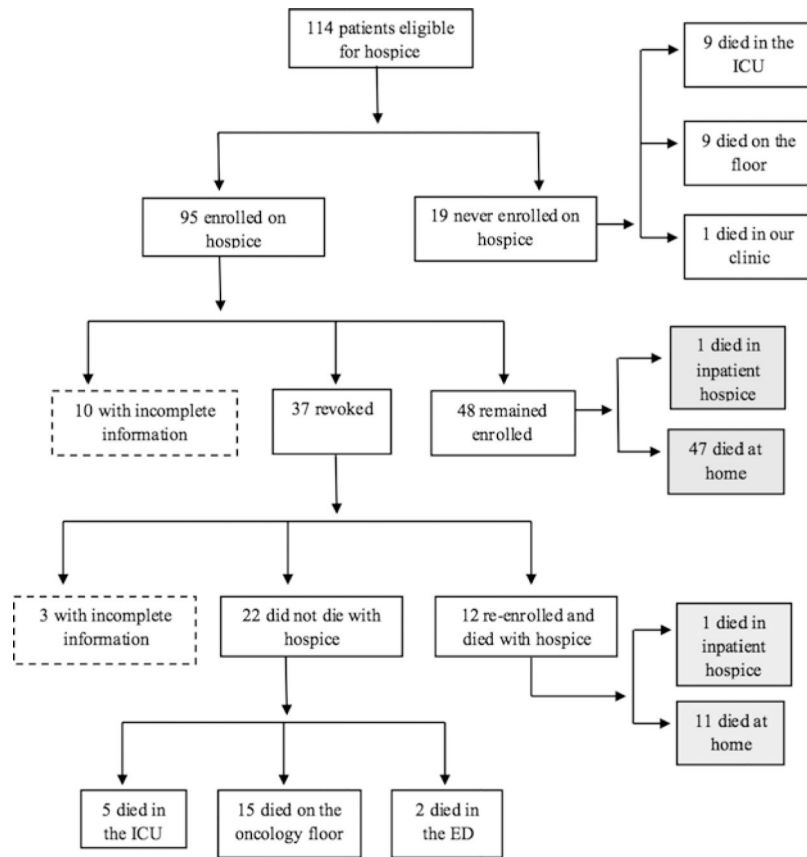 114 patients eligible
for hospice
9 died in the
ICU
9 died on the
floor
1 died in our
clinic
95 enrolled on
hospice
19 never enrolled on
hospice
10 with incomplete
information
37 revoked
48 remained
enrolled
1 died in
inpatient
hospice
47 died at
home
3 with incomplete
information
22 did not die with
hospice
12 re-enrolled and
died with hospice
1 died in
inpatient
hospice
11 died at
home
5 died in
the ICU
15 died on the
oncology floor
2 died in
the ED